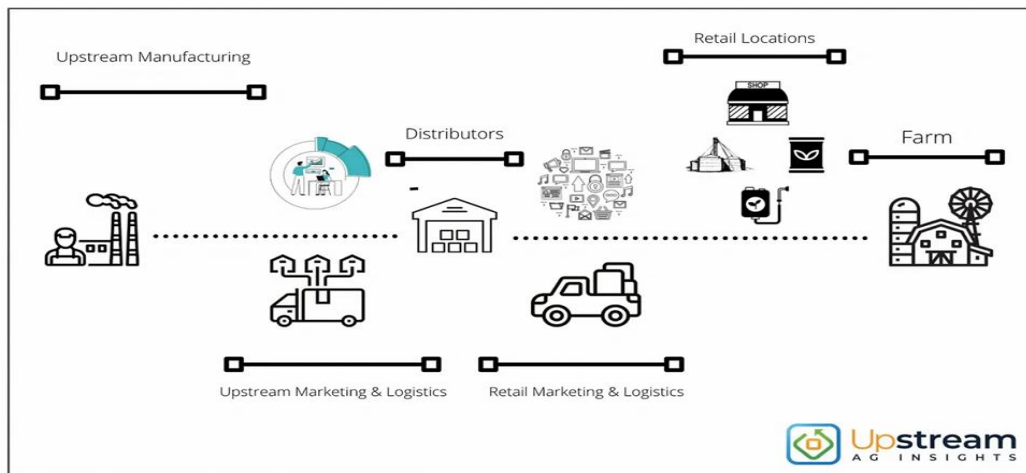 Upstream Manufacturing
Retail Locations
SHOP
Distributors
Farm
Upstream Marketing & Logistics
Retail Marketing & Logistics
Upstream
AG INSIGHTS